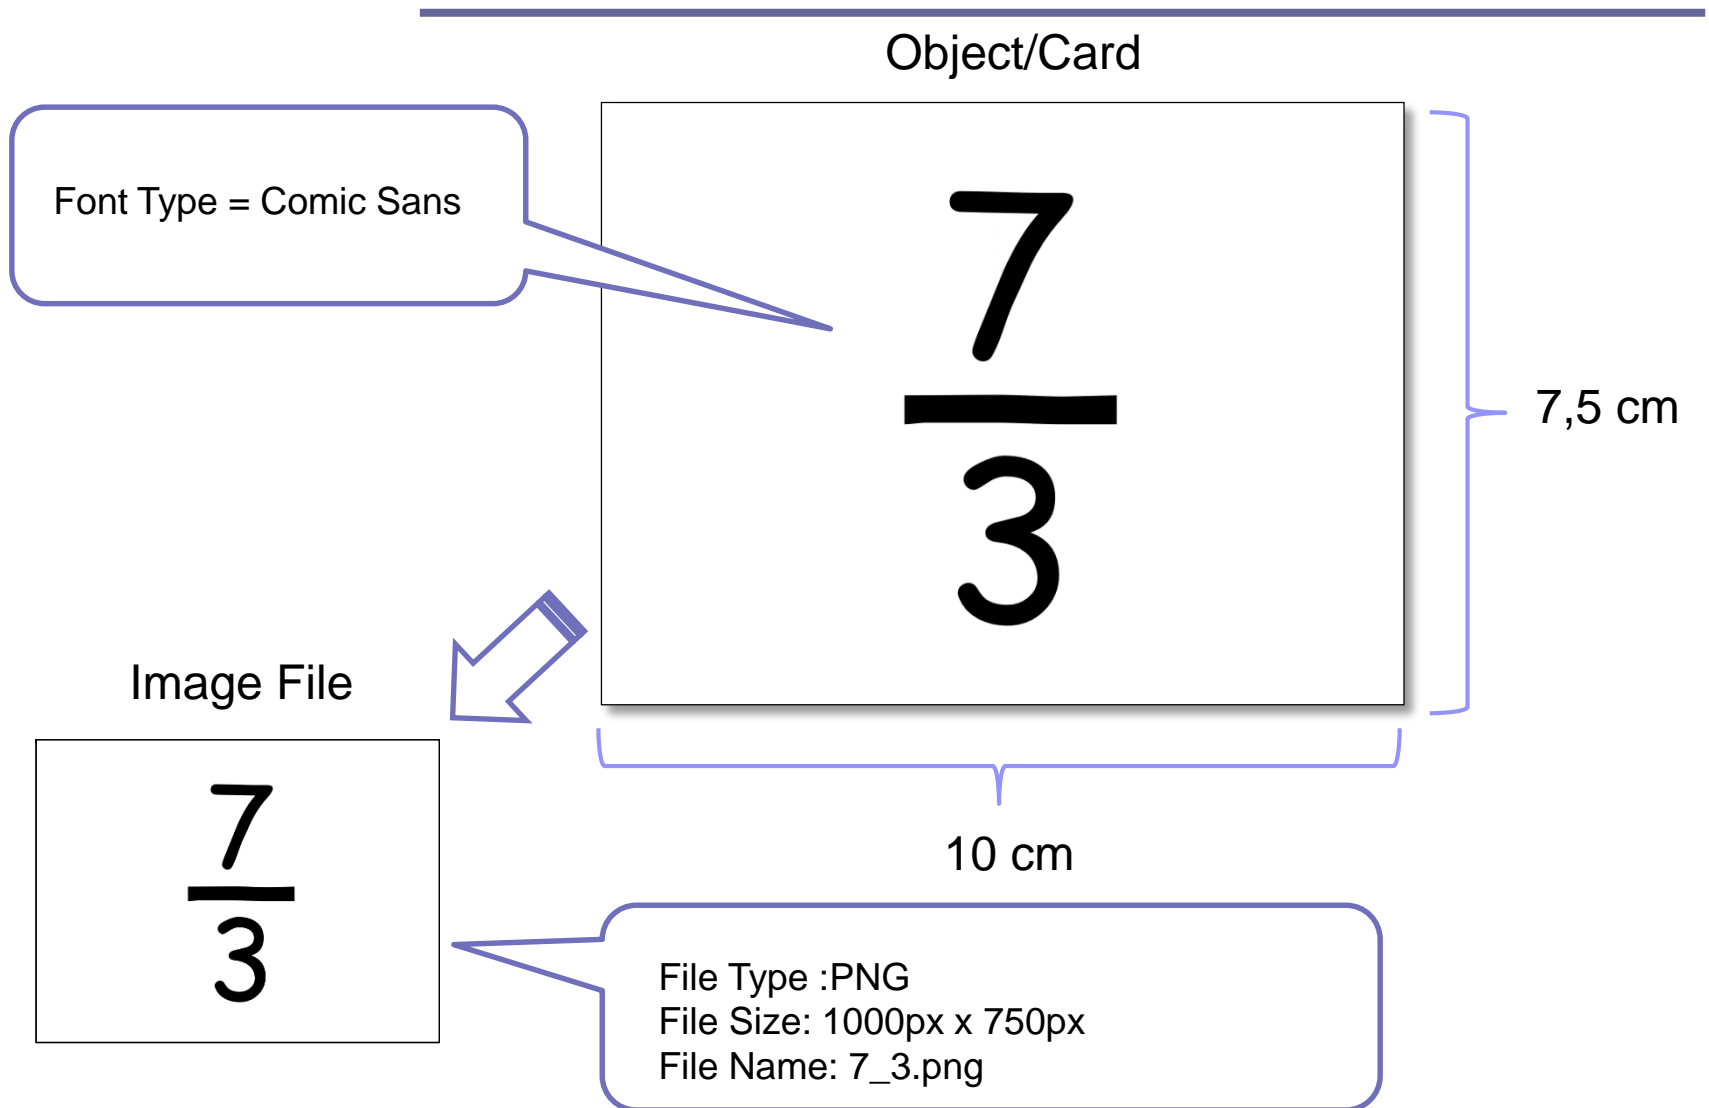 Object/Card
Font Type = Comic Sans
7
3
7,5 cm
Image File
10 cm
7
3
File Type :PNG
File Size: 1000px x 750px
File Name: 7_3.png